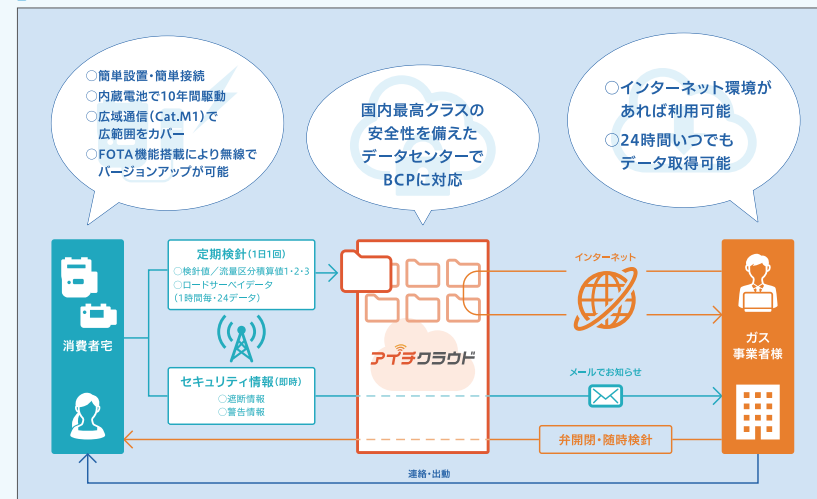 ○簡単設置・簡単接続
○内蔵電池で10年間駆動
○広域通信(Cat.M1)で
広範囲をカバー
○FOTA機能搭載により無線で
バージョンアップが可能
国内最高クラスの
安全性を備えた
データセンターで
BCPに対応
○インターネット環境が
あれば利用可能
○24時間いつでも
データ取得可能
消費者宅
定期検針(1日1回)
○検針値/流量区分積算値1・2・3
○ロードサーベイデータ
(1時間毎・24データ)
セキュリティ情報(即時)
○遮断情報
○警告情報
アイチクラウド
インターネット
メールでお知らせ
弁開閉・随時検針
ガス
事業者様
連絡・出動